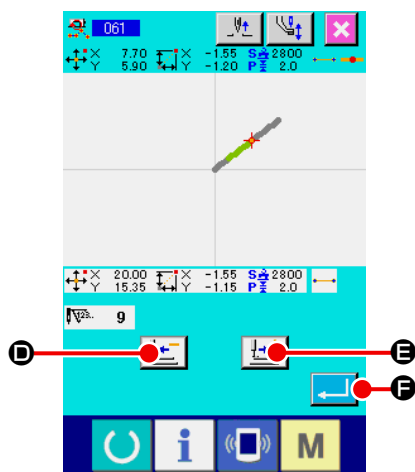 061
X 7.70 X -1.55 S 2800
Y 5.90 Y -1.20 P 2.0
X 20.00 X -1.55 S 2800
Y 15.35 Y -1.15 P 2.0
123.. 9
D E
F
i M